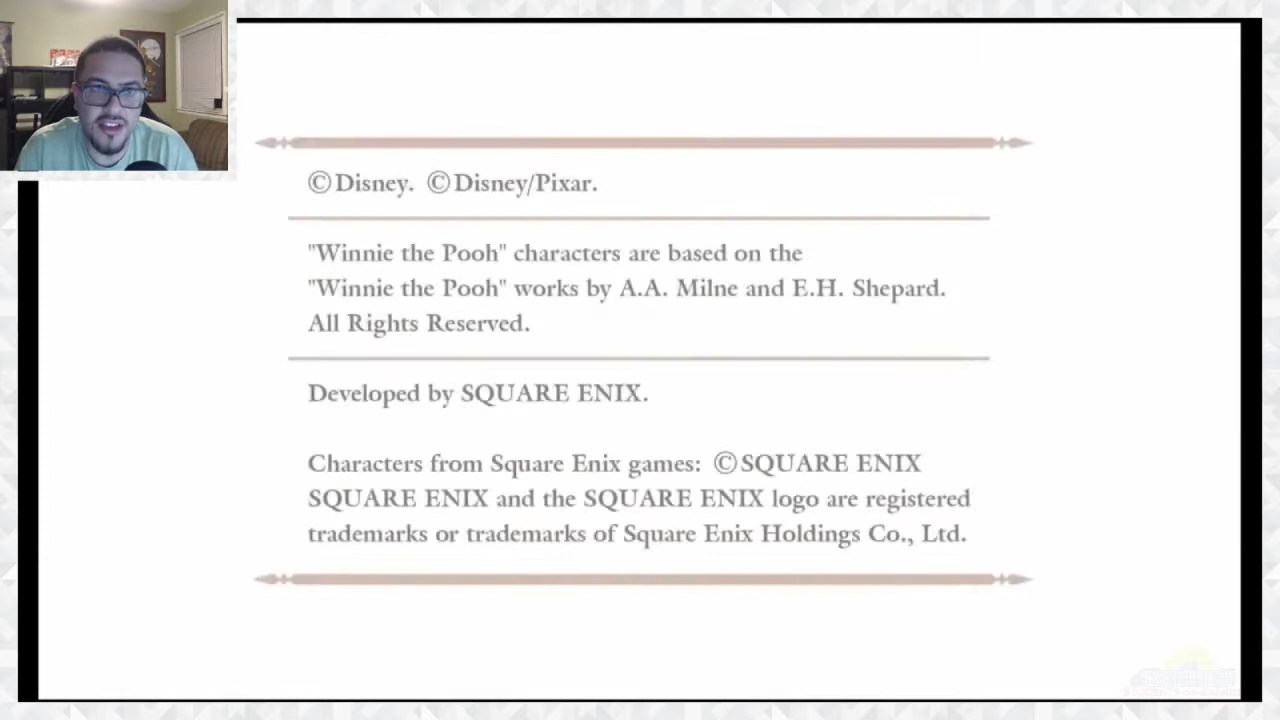 ©Disney. ©Disney/Pixar.
"Winnie the Pooh" characters are based on the
"Winnie the Pooh" works by A.A. Milne and E.H. Shepard.
All Rights Reserved.
Developed by SQUARE ENIX.
Characters from Square Enix games: ©SQUARE ENIX
SQUARE ENIX and the SQUARE ENIX logo are registered
trademarks or trademarks of Square Enix Holdings Co., Ltd.